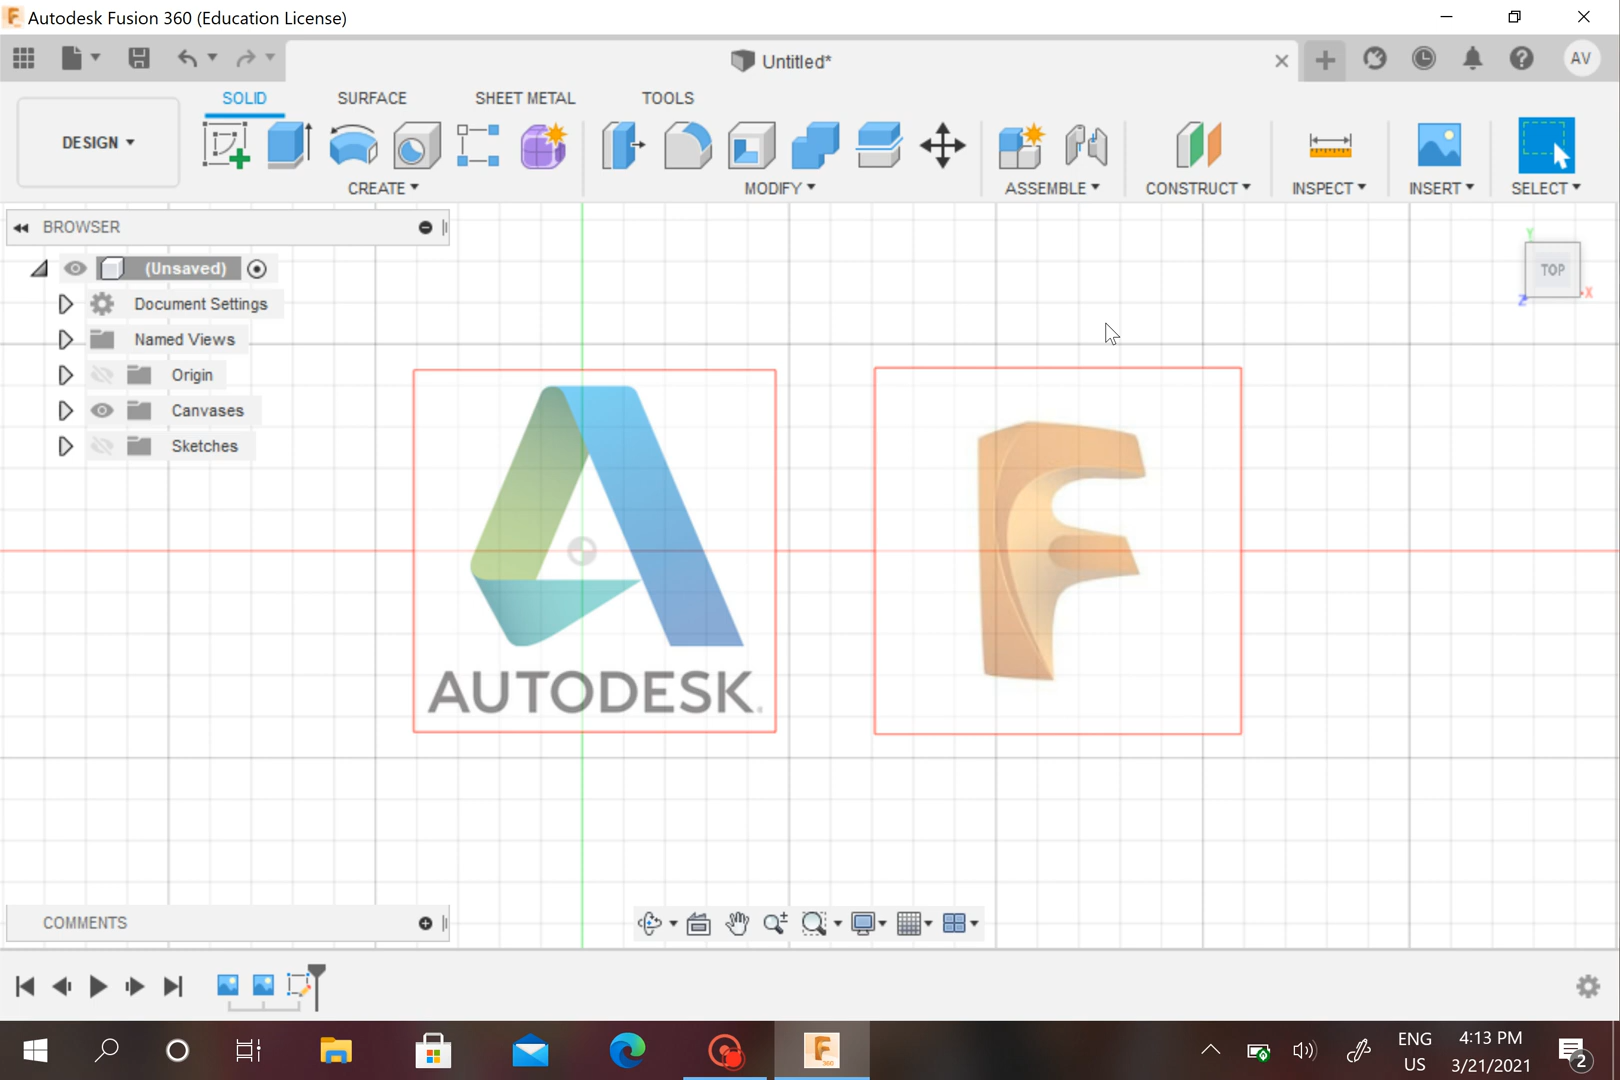 Autodesk Fusion 360 (Education License)
Untitled*
AV
DESIGN
SOLID
SURFACE
SHEET METAL
TOOLS
CREATE
MODIFY
ASSEMBLE
CONSTRUCT
INSPECT
INSERT
SELECT
BROWSER
(Unsaved)
Document Settings
Named Views
Origin
Canvases
Sketches
Y
TOP
Z
X
AUTODESK.
F
COMMENTS
ENG
US
4:13 PM
3/21/2021
2
F
360